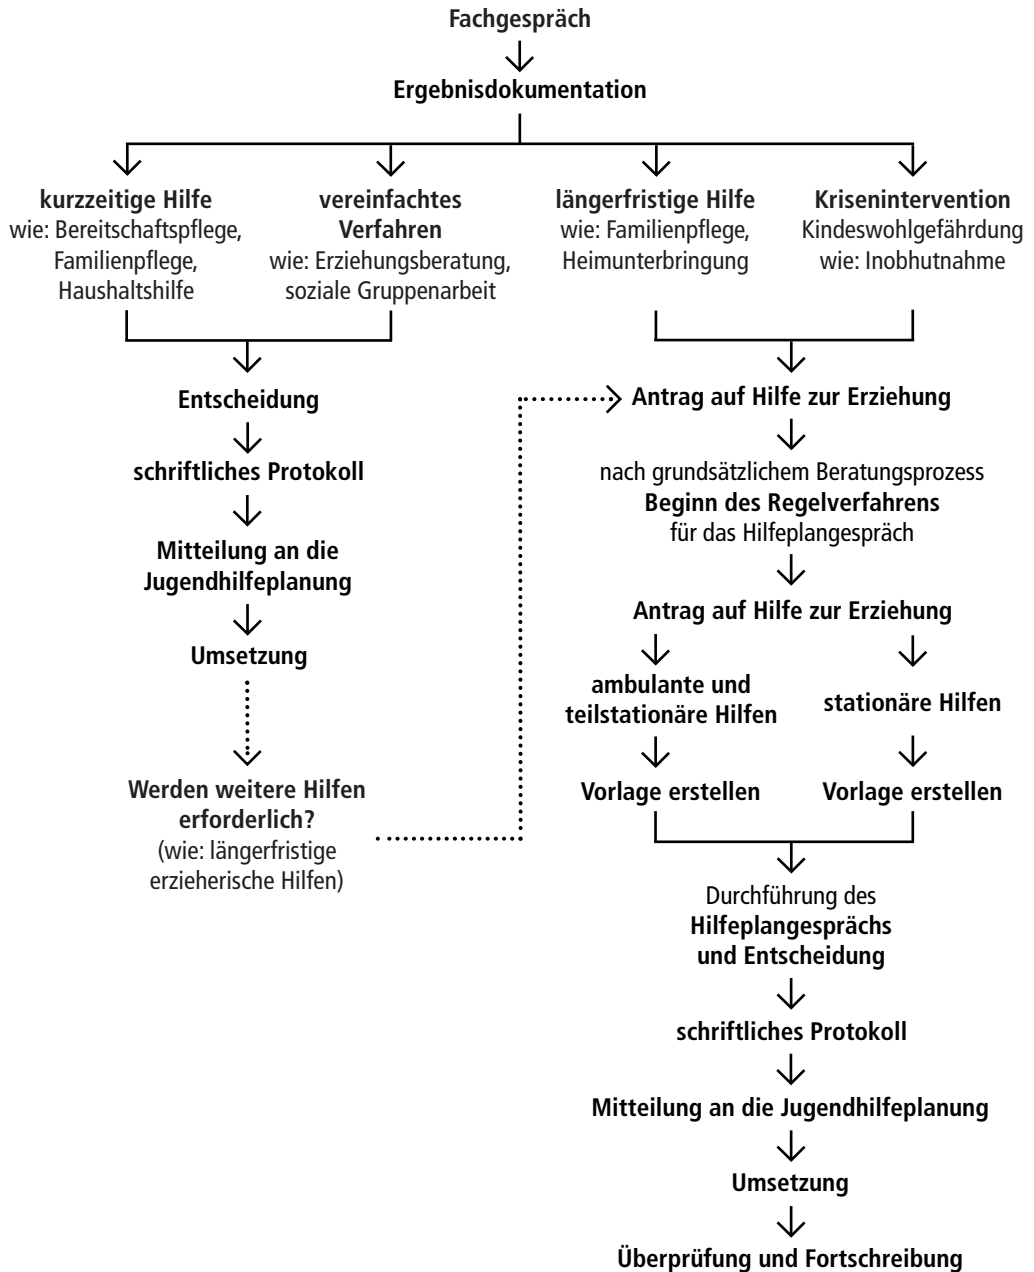 Fachgespräch
Ergebnisdokumentation
kurzzeitige Hilfe
wie: Bereitschaftspflege,
Familienpflege,
Haushaltshilfe
vereinfachtes
Verfahren
wie: Erziehungsberatung,
soziale Gruppenarbeit
längerfristige Hilfe
wie: Familienpflege,
Heimunterbringung
Krisenintervention
Kindeswohlgefährdung
wie: Inobhutnahme
Entscheidung
schriftliches Protokoll
Mitteilung an die
Jugendhilfeplanung
Umsetzung
Werden weitere Hilfen
erforderlich?
(wie: längerfristige
erzieherische Hilfen)
Antrag auf Hilfe zur Erziehung
nach grundsätzlichem Beratungsprozess
Beginn des Regelverfahrens
für das Hilfeplangespräch
Antrag auf Hilfe zur Erziehung
ambulante und
teilstationäre Hilfen
stationäre Hilfen
Vorlage erstellen
Vorlage erstellen
Durchführung des
Hilfeplangesprächs
und Entscheidung
schriftliches Protokoll
Mitteilung an die Jugendhilfeplanung
Umsetzung
Überprüfung und Fortschreibung